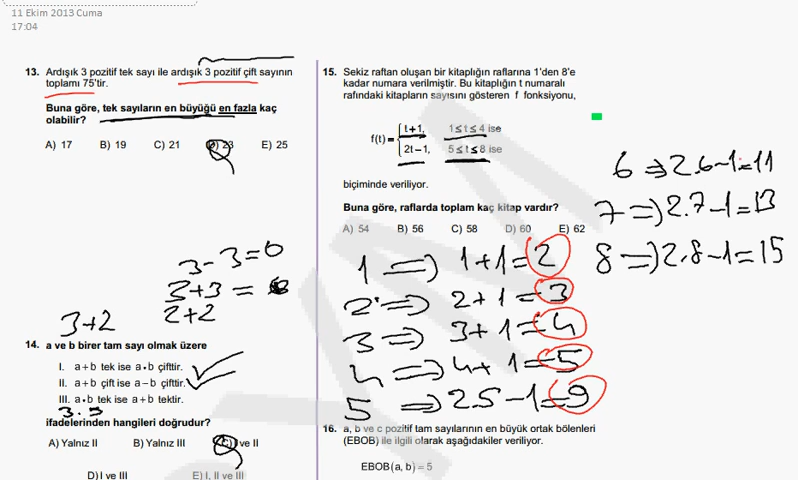 11 Ekim 2013 Cuma
17:04
13. Ardışık 3 pozitif tek sayı ile ardışık 3 pozitif çift sayının
toplamı 75'tir.
Buna göre, tek sayıların en büyüğü en fazla kaç
olabilir?
A) 17 B) 19 C) 21 D) 23 E) 25
3-3=0
3+3=6
2+2
3+2
14. a ve b birer tam sayı olmak üzere
I. a+b tek ise a•b çifttir.
II. a+b çift ise a–b çifttir.
III. a•b tek ise a+b tektir.
3.3
ifadelerinden hangileri doğrudur?
A) Yalnız II B) Yalnız III C) I ve II
D) I ve III E) I, II ve III
15. Sekiz raftan oluşan bir kitaplığın raflarına 1'den 8'e
kadar numara verilmiştir. Bu kitaplığın t numaralı
rafındaki kitapların sayısını gösteren f fonksiyonu,
f(t)= { t+1, 1≤t≤4 ise
2t–1, 5≤t≤8 ise
biçiminde veriliyor.
Buna göre, raflarda toplam kaç kitap vardır?
A) 54 B) 56 C) 58 D) 60 E) 62
1 ⇒ 1+1=2
2 ⇒ 2+1=3
3 ⇒ 3+1=4
4 ⇒ 4+1=5
5 ⇒ 2.5-1=9
6 ⇒ 2.6-1=11
7 ⇒ 2.7-1=13
8 ⇒ 2.8-1=15
16. a, b ve c pozitif tam sayılarının en büyük ortak bölenleri
(EBOB) ile ilgili olarak aşağıdakiler veriliyor.
EBOB(a, b) = 5